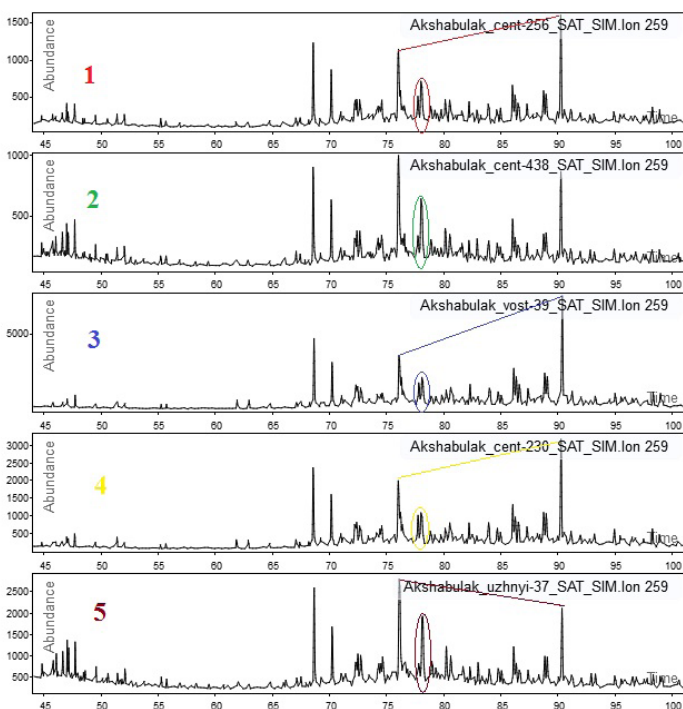 Akshabulak_cent-256_SAT_SIM.Ion 259
Abundance
1500
1000
500
1
Time
45 50 55 60 65 70 75 80 85 90 95 100
Akshabulak_cent-438_SAT_SIM.Ion 259
Abundance
1000
500
2
Time
45 50 55 60 65 70 75 80 85 90 95 100
Akshabulak_vost-39_SAT_SIM.Ion 259
Abundance
5000
3
Time
45 50 55 60 65 70 75 80 85 90 95 100
Akshabulak_cent-230_SAT_SIM.Ion 259
Abundance
3000
2500
2000
1500
1000
500
4
Time
45 50 55 60 65 70 75 80 85 90 95 100
Akshabulak_uzhnyi-37_SAT_SIM.Ion 259
Abundance
2500
2000
1500
1000
500
5
Time
45 50 55 60 65 70 75 80 85 90 95 100